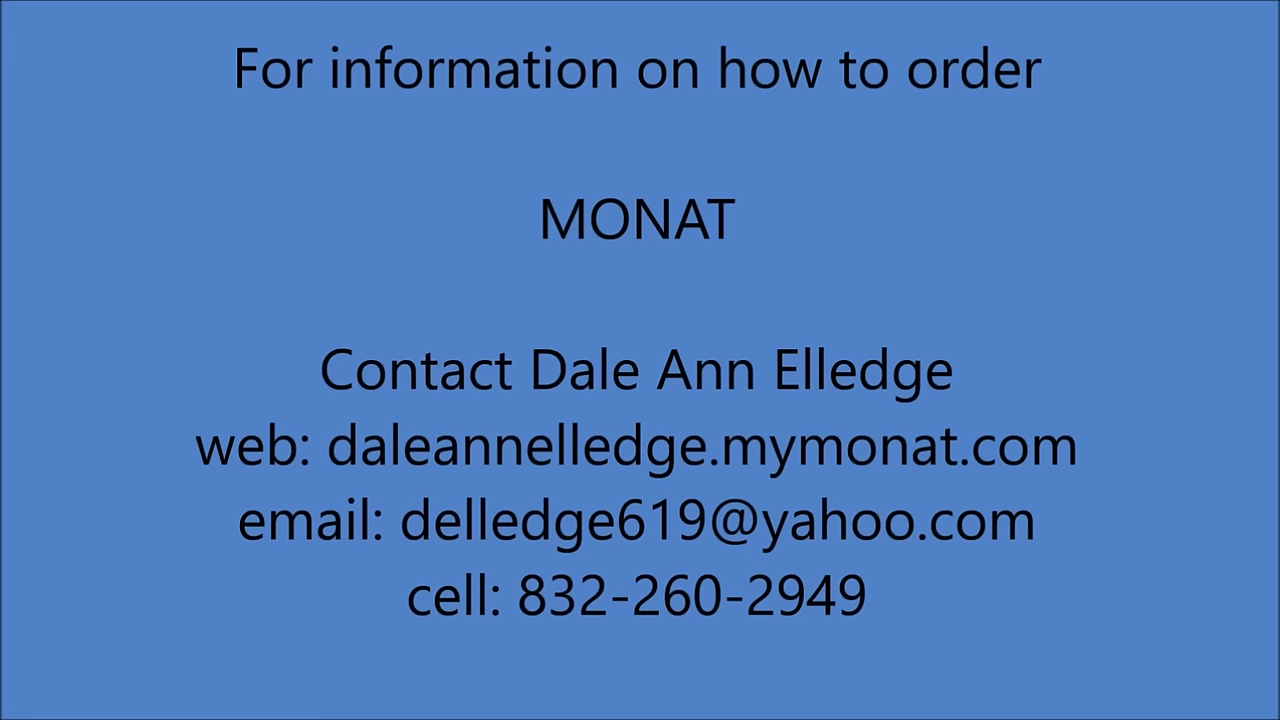 For information on how to order
MONAT
Contact Dale Ann Elledge
web: daleannelledge.mymonat.com
email: delledge619@yahoo.com
cell: 832-260-2949